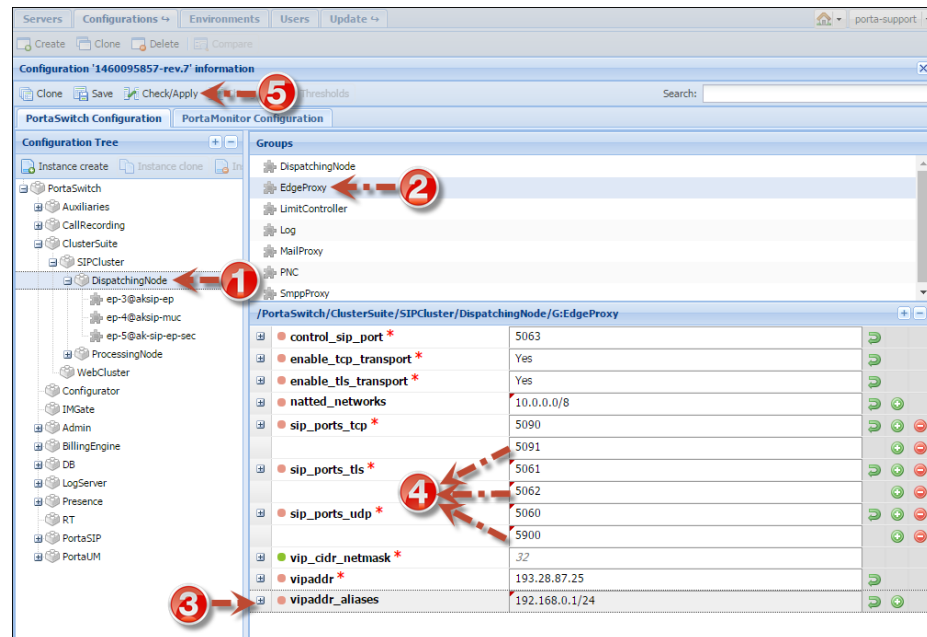 Servers Configurations Environments Users Update porta-support
Create Clone Delete Compare
Configuration '1460095857-rev.7' information
Clone Save Check/Apply Thresholds Search:
5
PortaSwitch Configuration PortaMonitor Configuration
Configuration Tree
Instance create Instance clone In
PortaSwitch
Auxiliaries
CallRecording
ClusterSuite
SIPCluster
DispatchingNode
1
ep-3@aksip-ep
ep-4@aksip-muc
ep-5@ak-sip-ep-sec
ProcessingNode
WebCluster
Configurator
IMGate
Admin
BillingEngine
DB
LogServer
Presence
RT
PortaSIP
PortaUM
Groups
DispatchingNode
EdgeProxy
2
LimitController
Log
MailProxy
PNC
SmppProxy
/PortaSwitch/ClusterSuite/SIPCluster/DispatchingNode/G:EdgeProxy
control_sip_port * 5063
enable_tcp_transport * Yes
enable_tls_transport * Yes
natted_networks 10.0.0.0/8
sip_ports_tcp * 5090
5091
sip_ports_tls * 5061
4 5062
sip_ports_udp * 5060
5900
vip_cidr_netmask * 32
vipaddr * 193.28.87.25
3 vipaddr_aliases 192.168.0.1/24